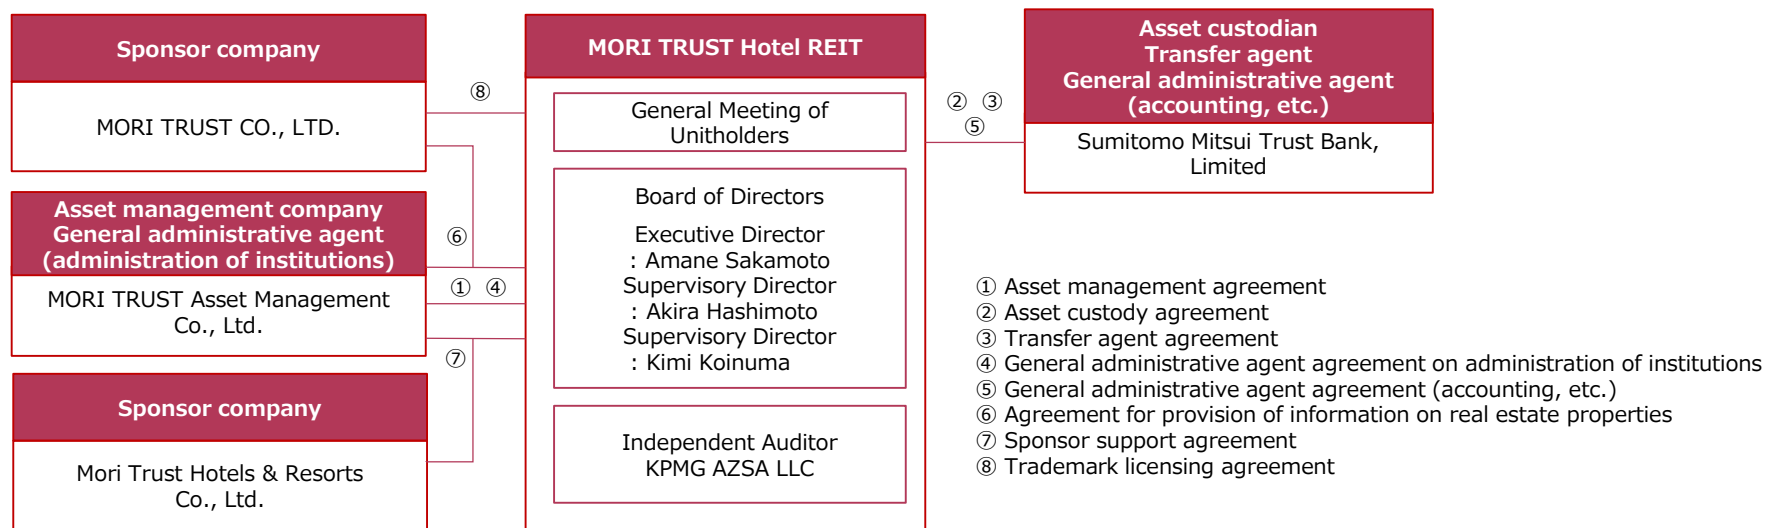 Sponsor company
MORI TRUST CO., LTD.
⑧
Asset management company
General administrative agent
(administration of institutions)
MORI TRUST Asset Management
Co., Ltd.
⑥
① ④
⑦
Sponsor company
Mori Trust Hotels & Resorts
Co., Ltd.
MORI TRUST Hotel REIT
General Meeting of
Unitholders
Board of Directors
Executive Director
: Amane Sakamoto
Supervisory Director
: Akira Hashimoto
Supervisory Director
: Kimi Koinuma
Independent Auditor
KPMG AZSA LLC
② ③
⑤
Asset custodian
Transfer agent
General administrative agent
(accounting, etc.)
Sumitomo Mitsui Trust Bank,
Limited
① Asset management agreement
② Asset custody agreement
③ Transfer agent agreement
④ General administrative agent agreement on administration of institutions
⑤ General administrative agent agreement (accounting, etc.)
⑥ Agreement for provision of information on real estate properties
⑦ Sponsor support agreement
⑧ Trademark licensing agreement